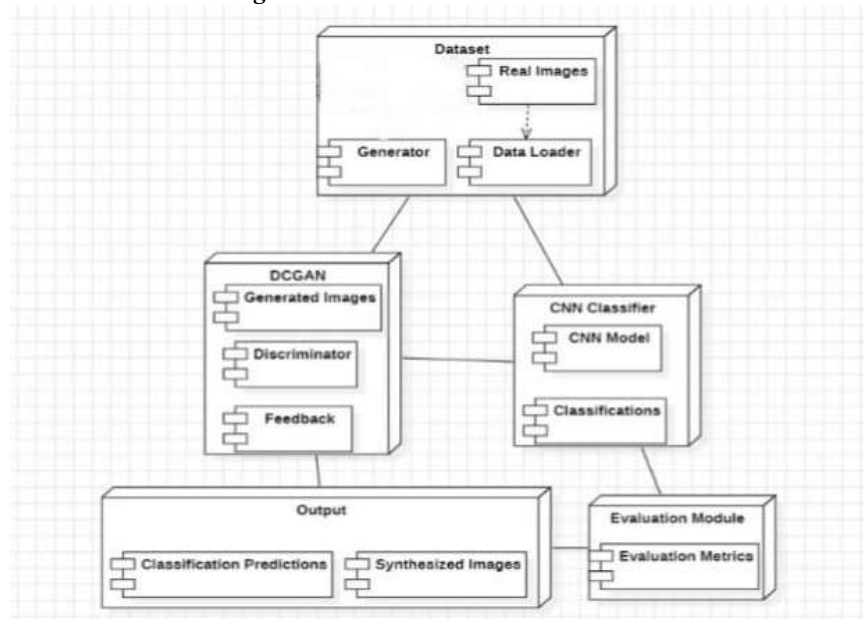 Dataset
Real Images
Generator
Data Loader
DCGAN
Generated Images
Discriminator
Feedback
CNN Classifier
CNN Model
Classifications
Output
Classification Predictions
Synthesized Images
Evaluation Module
Evaluation Metrics